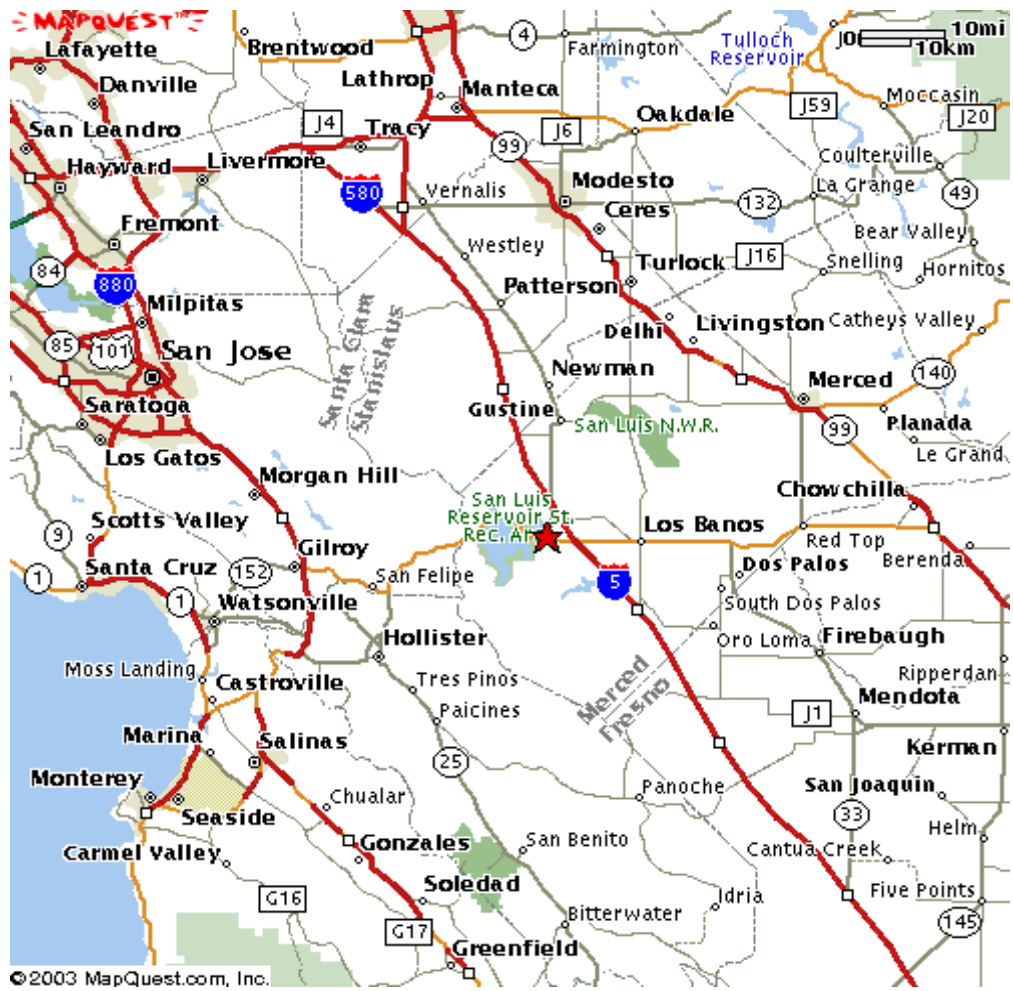 MAPQUEST™
Lafayette
Brentwood
4
Farmington
Tulloch
Reservoir
10mi
10km
Danville
Lathrop
Manteca
J59
Moccasin
San Leandro
J4
Tracy
J6
Oakdale
J20
Hayward
Livermore
99
Coulterville
580
Vernalis
Modesto
132
La Grange
49
Fremont
Ceres
Bear Valley
84
Westley
J16
Snelling
Hornitos
880
Patterson
Turlock
Milpitas
Delhi
Livingston
Catheys Valley
85
101
San Jose
Santa Clara
Stanislaus
Newman
Merced
140
Saratoga
Gustine
San Luis N.W.R.
99
Planada
Los Gatos
Le Grand
Morgan Hill
Chowchilla
San Luis
Reservoir St.
Rec. Ar
9
Scotts Valley
Los Banos
Red Top
Berenda
Gilroy
1
Santa Cruz
152
San Felipe
5
Dos Palos
1
Watsonville
South Dos Palos
Hollister
Oro Loma
Firebaugh
Moss Landing
Ripperdan
Castroville
Tres Pinos
Merced
Fresno
Mendota
Paicines
J1
Marina
Salinas
Kerman
25
Monterey
Panoche
San Joaquin
Seaside
Chualar
33
Helm
Carmel Valley
Gonzales
San Benito
Cantua Creek
G16
Soledad
Idria
Five Points
G17
Bitterwater
145
Greenfield
©2003 MapQuest.com, Inc.